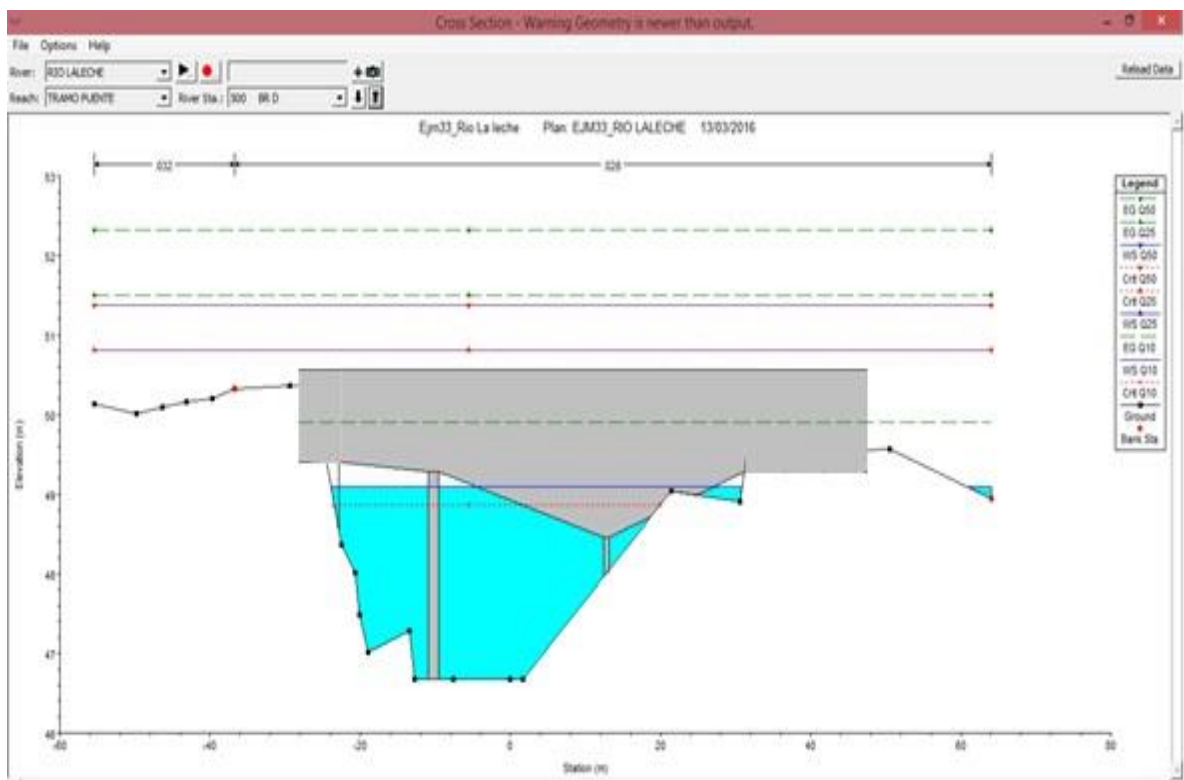 Cross Section - Warning Geometry is newer than output.
File Options Help
River: RIO LALECHE
Reload Data
Reach: TRAMO PUENTE River Sta.: 500 BR D
Ejm33_Rio La leche Plan: EJM33_RIO LALECHE 13/03/2016
.032 .028
Legend
EG Q50
EG Q25
WS Q50
Crit Q50
Crit Q25
WS Q25
EG Q10
WS Q10
Crit Q10
Ground
Bank Sta
53
52
51
50
49
48
47
46
Elevation (m)
-60 -40 -20 0 20 40 60 80
Station (m)